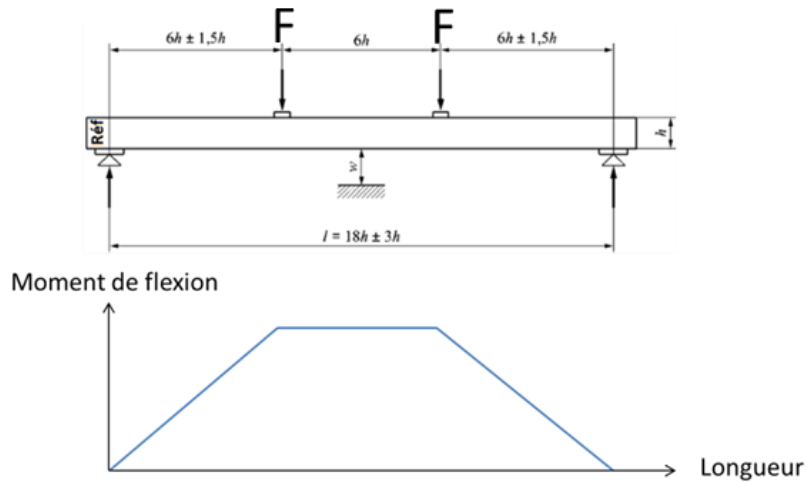 F F
6h ± 1,5h 6h 6h ± 1,5h
Réf
h
w
l = 18h ± 3h
Moment de flexion
Longueur